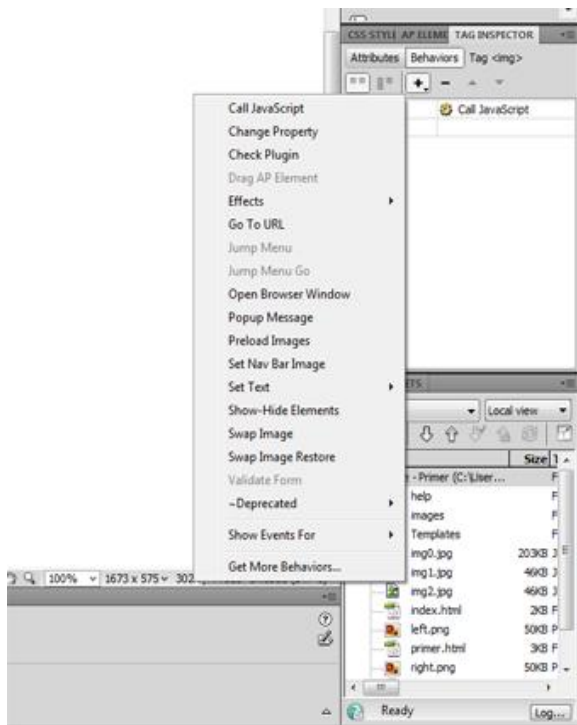 CSS STYLE AP ELEME TAG INSPECTOR
Attributes Behaviors Tag <img>
Call JavaScript
Call JavaScript
Change Property
Check Plugin
Drag AP Element
Effects
Go To URL
Jump Menu
Jump Menu Go
Open Browser Window
Popup Message
Preload Images
Set Nav Bar Image
Set Text
Show-Hide Elements
Swap Image
Swap Image Restore
Validate Form
~Deprecated
Show Events For
Get More Behaviors...
ETS
Local view
Size
- Primer (C:\User... F
help F
images F
Templates F
img0.jpg 203KB J
img1.jpg 46KB J
img2.jpg 46KB J
index.html 2KB F
left.png 50KB P
primer.html 3KB F
right.png 50KB P
100% 1673 x 575
Ready Log...